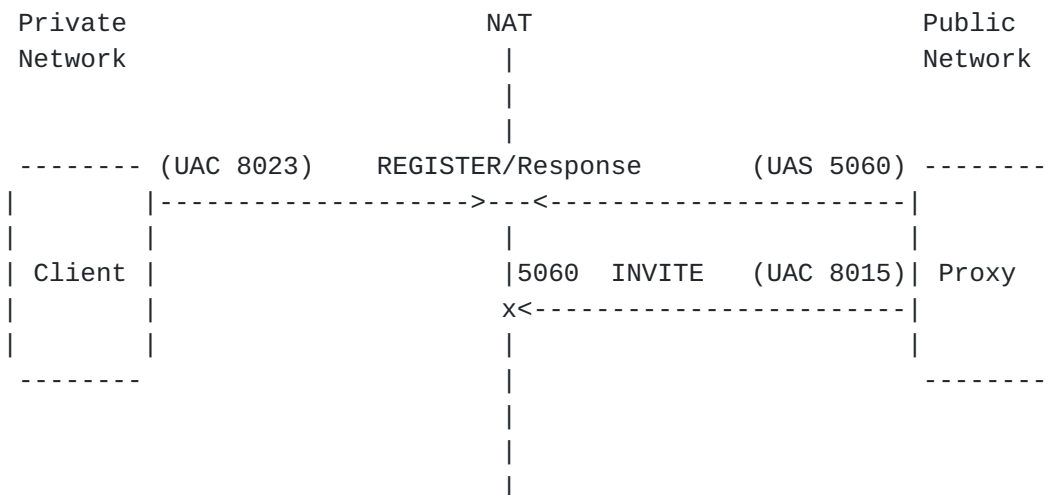 Private NAT Public
Network | Network
|
|
-------- (UAC 8023) REGISTER/Response (UAS 5060) --------
| |-------------------->---<-----------------------|
| | | |
| Client | |5060 INVITE (UAC 8015)| Proxy
| | x<------------------------|
| | | |
-------- | --------
|
|
|